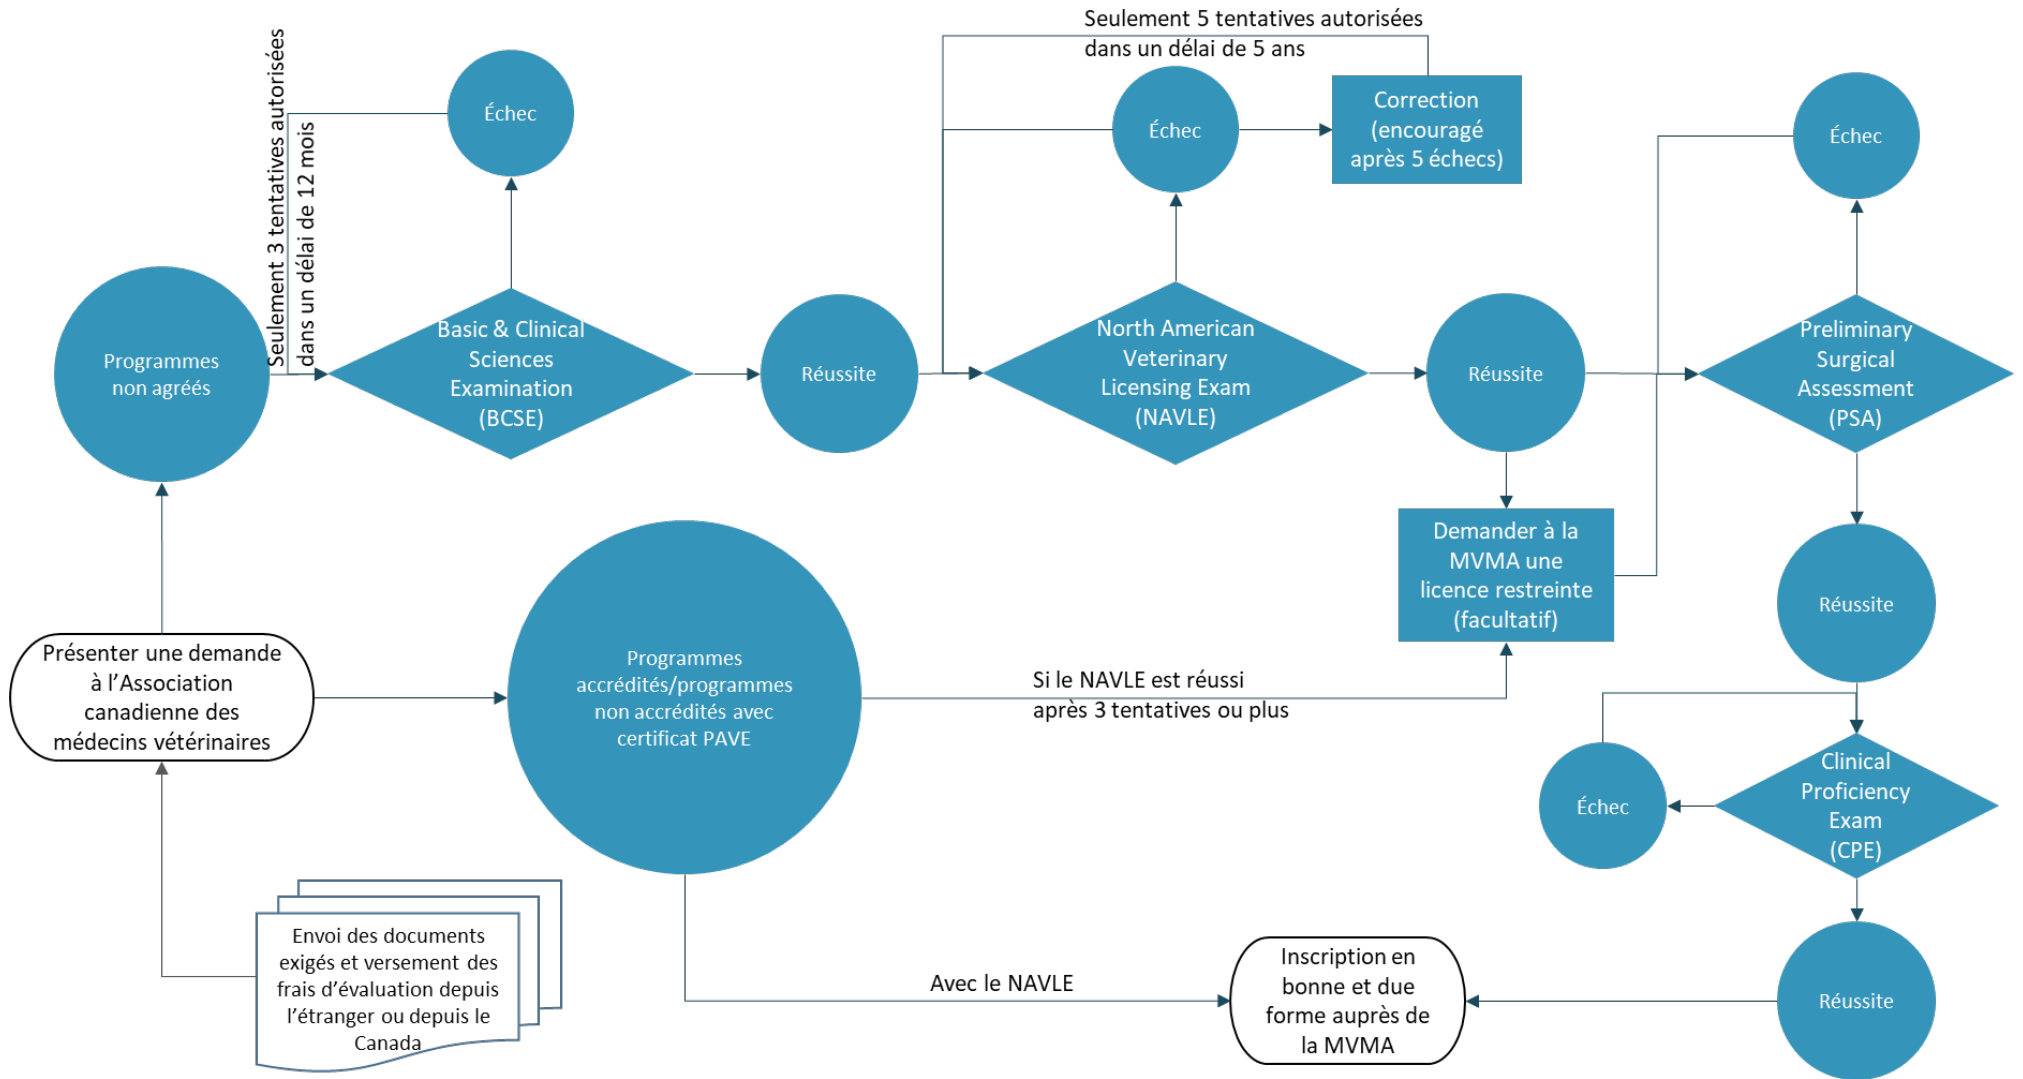 Seulement 3 tentatives autorisées
dans un délai de 12 mois
Échec
Seulement 5 tentatives autorisées
dans un délai de 5 ans
Échec
Correction
(encouragé
après 5 échecs)
Échec
Programmes
non agréés
Basic & Clinical
Sciences
Examination
(BCSE)
Réussite
North American
Veterinary
Licensing Exam
(NAVLE)
Réussite
Preliminary
Surgical
Assessment
(PSA)
Demander à la
MVMA une
licence restreinte
(facultatif)
Réussite
Présenter une demande
à l'Association
canadienne des
médecins vétérinaires
Programmes
accrédités/programmes
non accrédités avec
certificat PAVE
Si le NAVLE est réussi
après 3 tentatives ou plus
Échec
Clinical
Proficiency
Exam
(CPE)
Envoi des documents
exigés et versement des
frais d'évaluation depuis
l'étranger ou depuis le
Canada
Avec le NAVLE
Inscription en
bonne et due
forme auprès de
la MVMA
Réussite